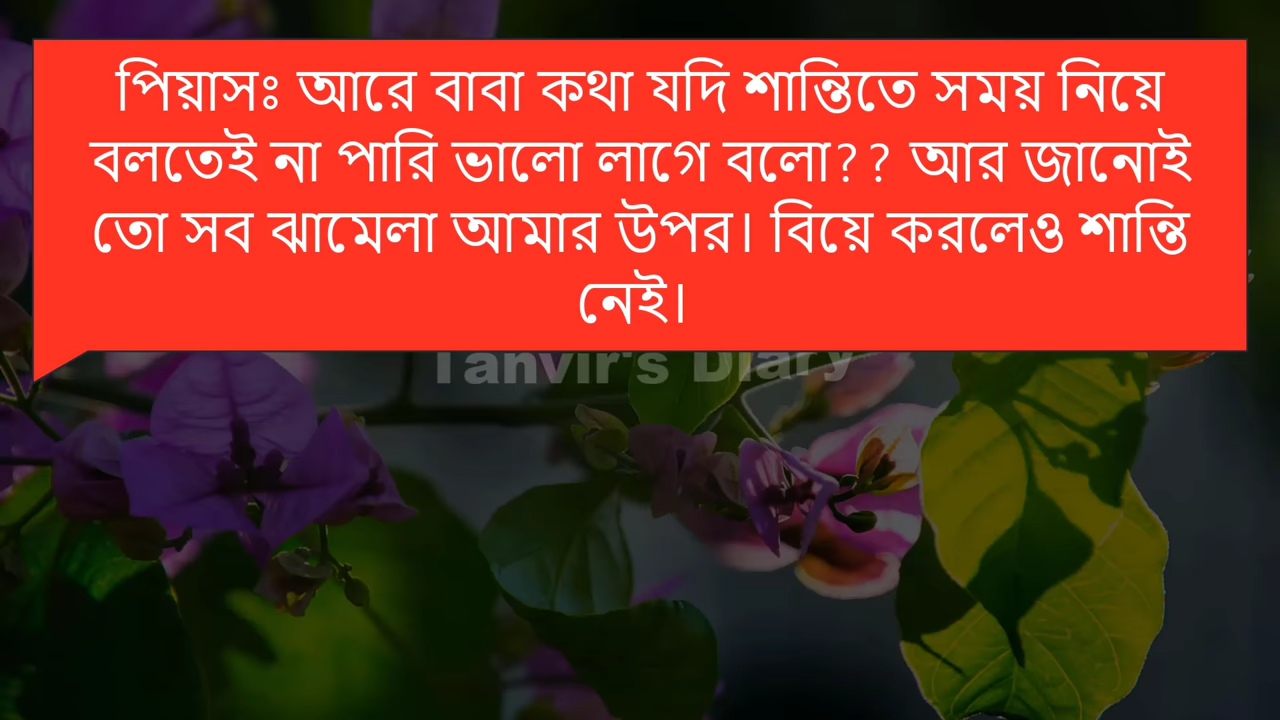 পিয়াসঃ আরে বাবা কথা যদি শান্তিতে সময় নিয়ে
বলতেই না পারি ভালো লাগে বলো?? আর জানোই
তো সব ঝামেলা আমার উপর। বিয়ে করলেও শান্তি
নেই।
Tanvir's Diary